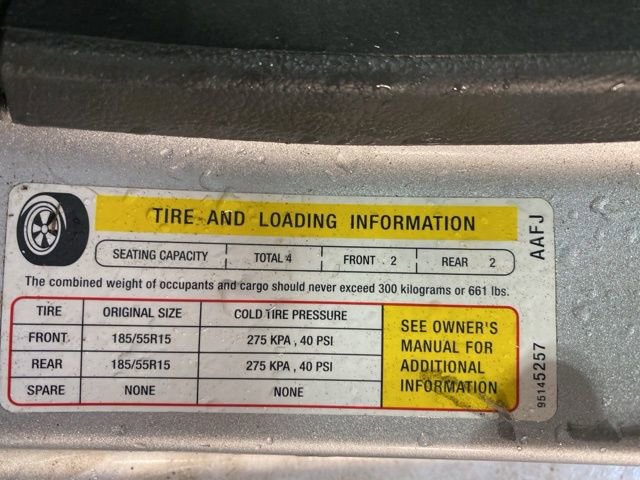 TIRE AND LOADING INFORMATION
SEATING CAPACITY TOTAL 4 FRONT 2 REAR 2
The combined weight of occupants and cargo should never exceed 300 kilograms or 661 lbs.
TIRE ORIGINAL SIZE COLD TIRE PRESSURE
FRONT 185/55R15 275 KPA , 40 PSI
REAR 185/55R15 275 KPA , 40 PSI
SPARE NONE NONE
SEE OWNER'S
MANUAL FOR
ADDITIONAL
INFORMATION
AAFJ
95145257